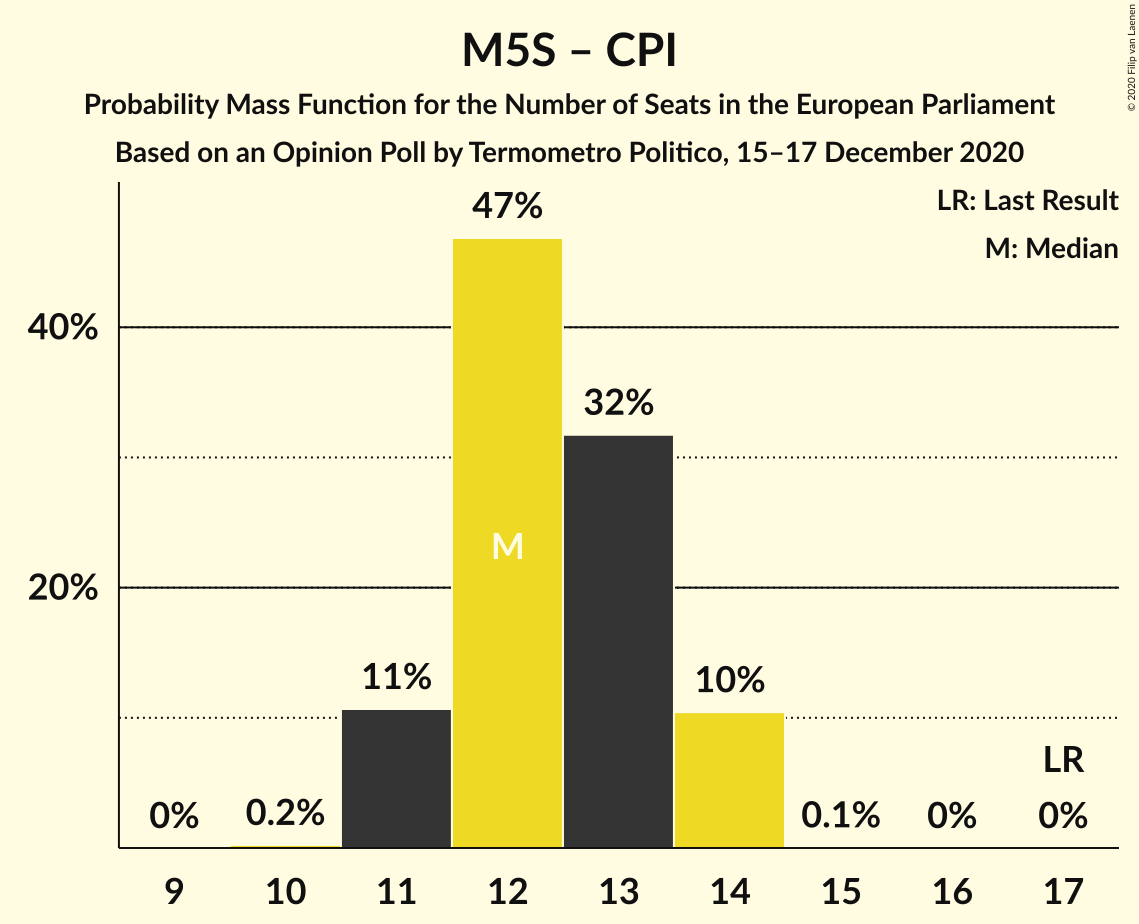 M5S – CPI
Probability Mass Function for the Number of Seats in the European Parliament
Based on an Opinion Poll by Termometro Politico, 15–17 December 2020
© 2020 Filip van Laenen
LR: Last Result
M: Median
47%
40%
32%
M
20%
11%
10%
LR
0%
0.2%
0.1%
0%
0%
9
10
11
12
13
14
15
16
17